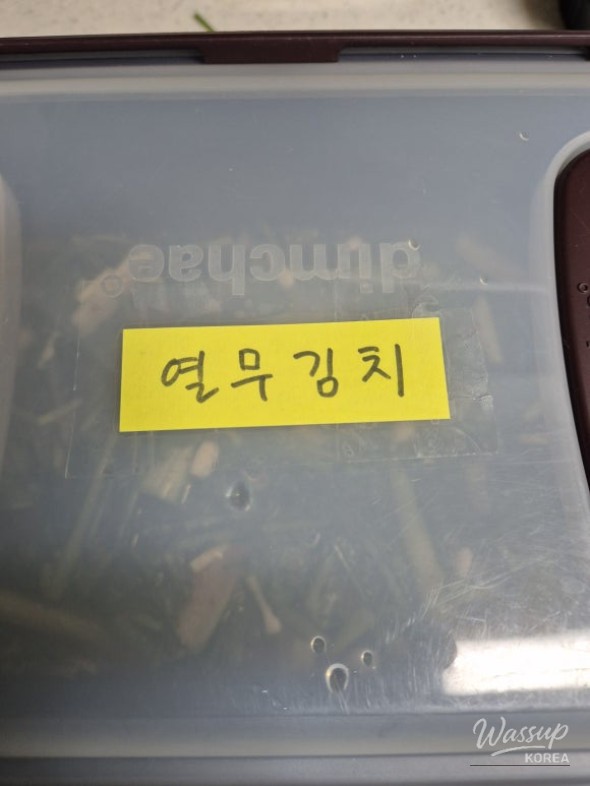 dimchae
열무김치
Wassup
KOREA